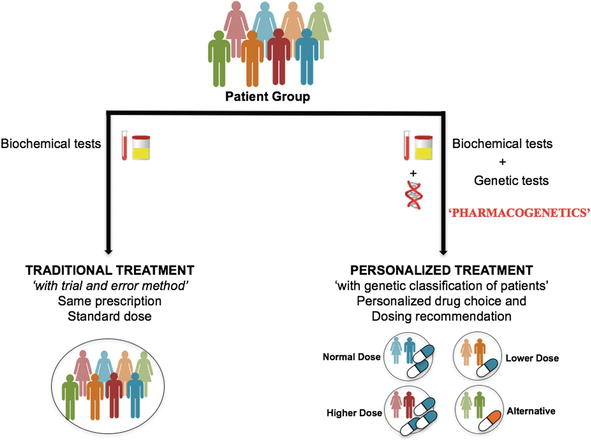 Patient Group
Biochemical tests
Biochemical tests
+
+
Genetic tests
‘PHARMACOGENETICS’
TRADITIONAL TREATMENT
‘with trial and error method’
Same prescription
Standard dose
PERSONALIZED TREATMENT
‘with genetic classification of patients’
Personalized drug choice and
Dosing recommendation
Normal Dose
Lower Dose
Higher Dose
Alternative